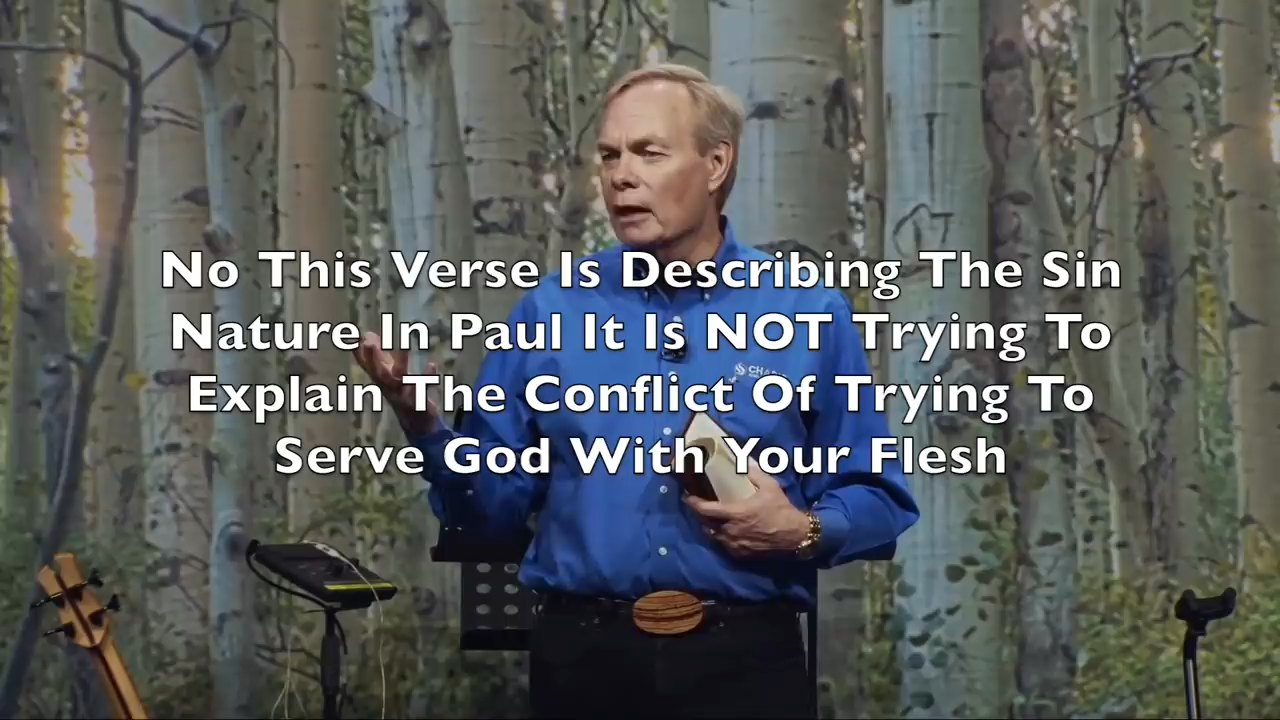 No This Verse Is Describing The Sin
Nature In Paul It Is NOT Trying To
Explain The Conflict Of Trying To
Serve God With Your Flesh